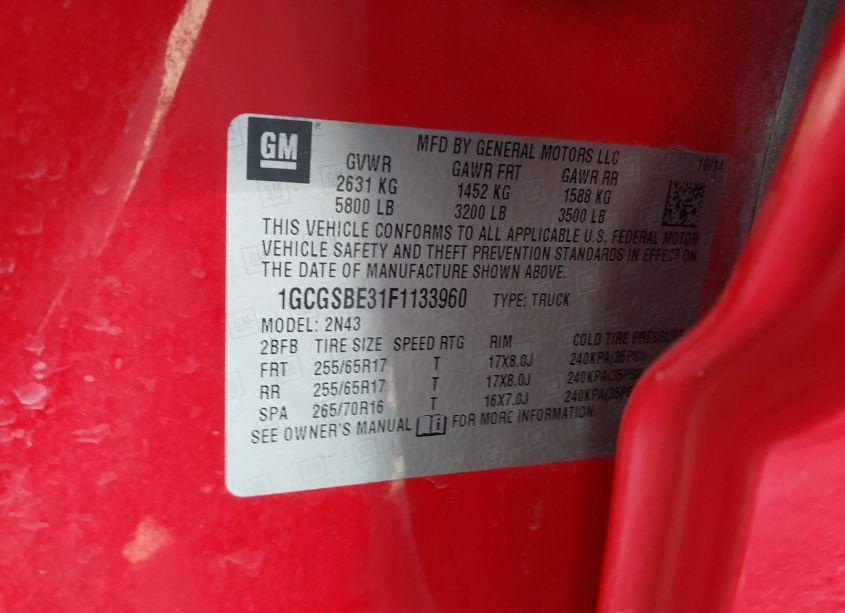 GM
MFD BY GENERAL MOTORS LLC 10/14
GVWR GAWR FRT GAWR RR
2631 KG 1452 KG 1588 KG
5800 LB 3200 LB 3500 LB
THIS VEHICLE CONFORMS TO ALL APPLICABLE U.S. FEDERAL MOTOR
VEHICLE SAFETY AND THEFT PREVENTION STANDARDS IN EFFECT ON
THE DATE OF MANUFACTURE SHOWN ABOVE.
1GCGSBE31F1133960 TYPE: TRUCK
MODEL: 2N43
2BFB TIRE SIZE SPEED RTG RIM COLD TIRE PRESSURE
FRT 255/65R17 T 17X8.0J 240KPA(35PSI)
RR 255/65R17 T 17X8.0J 240KPA(35PSI)
SPA 265/70R16 T 16X7.0J 240KPA(35PS
SEE OWNER'S MANUAL FOR MORE INFORMATION.